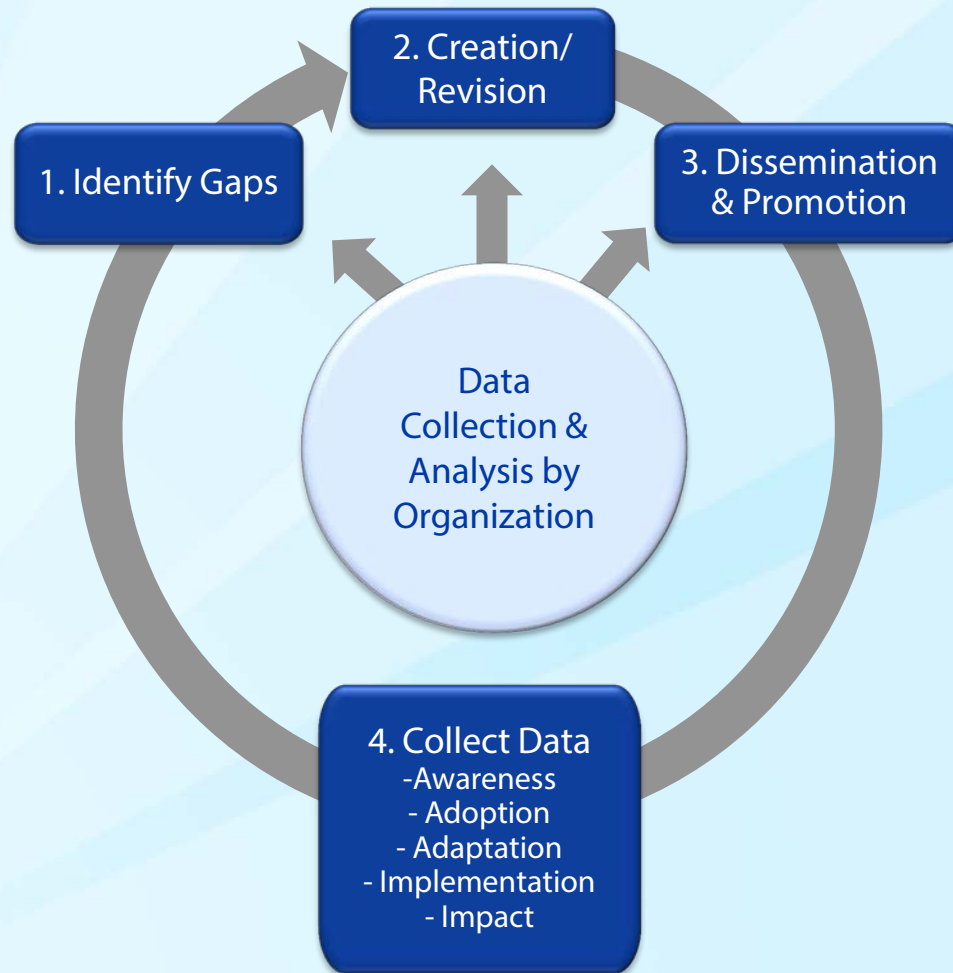 2. Creation/
Revision
1. Identify Gaps
3. Dissemination
& Promotion
Data
Collection &
Analysis by
Organization
4. Collect Data
-Awareness
- Adoption
- Adaptation
- Implementation
- Impact